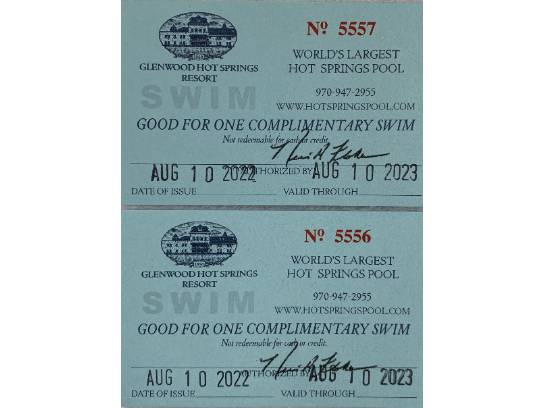 Nº 5557
WORLD'S LARGEST
HOT SPRINGS POOL
GLENWOOD HOT SPRINGS
RESORT
SWIM
970-947-2955
WWW.HOTSPRINGSPOOL.COM
GOOD FOR ONE COMPLIMENTARY SWIM
Not redeemable for cash or credit.
AUG 10 2022 AUTHORIZED BY AUG 10 2023
DATE OF ISSUE VALID THROUGH
Nº 5556
WORLD'S LARGEST
HOT SPRINGS POOL
GLENWOOD HOT SPRINGS
RESORT
SWIM
970-947-2955
WWW.HOTSPRINGSPOOL.COM
GOOD FOR ONE COMPLIMENTARY SWIM
Not redeemable for cash or credit.
AUG 10 2022 AUTHORIZED BY AUG 10 2023
DATE OF ISSUE VALID THROUGH